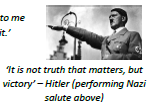 to me
it.’
‘It is not truth that matters, but
victory’ – Hitler (performing Nazi
salute above)